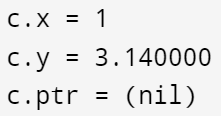 c.x = 1
c.y = 3.140000
c.ptr = (nil)